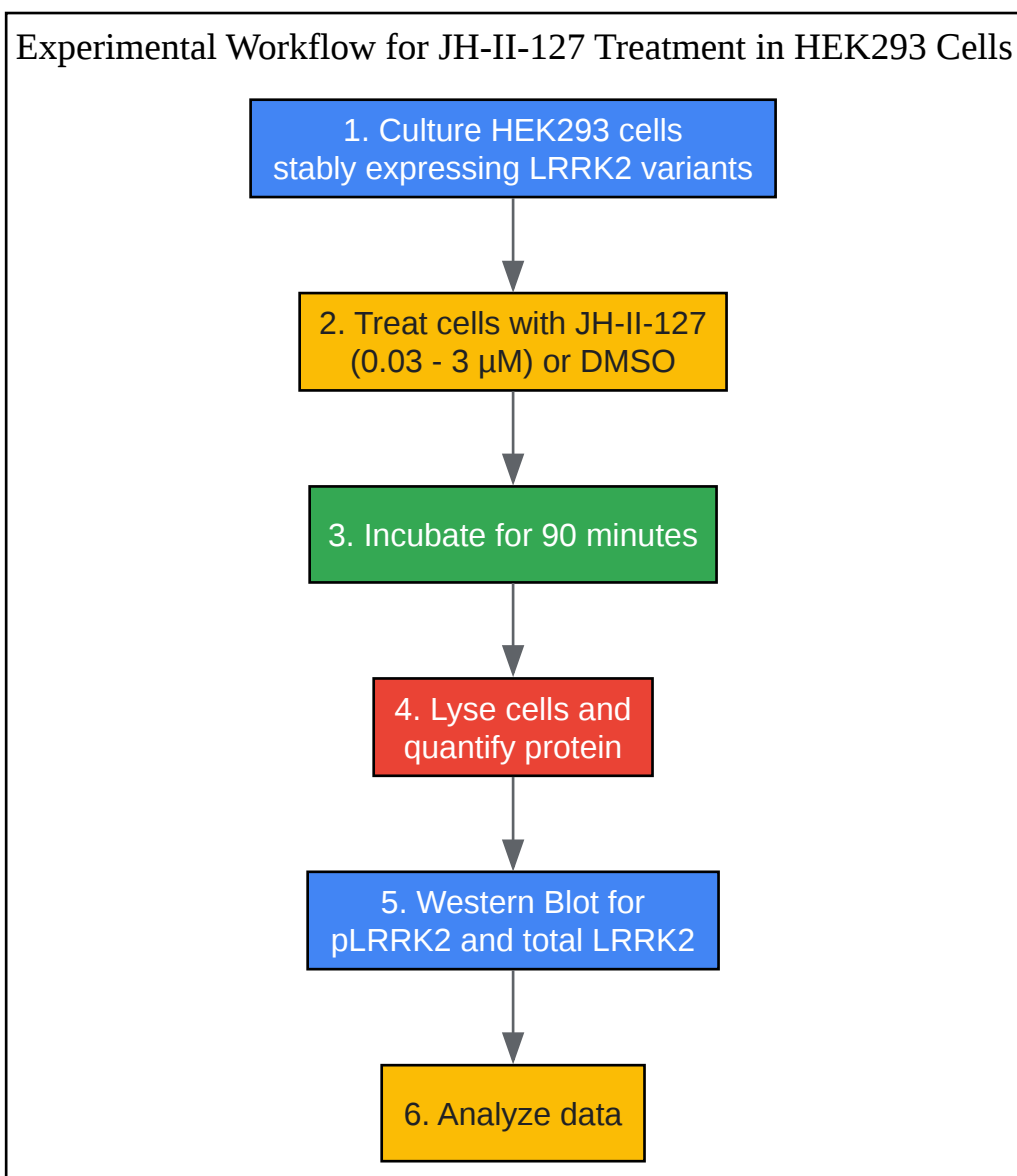 Experimental Workflow for JH-II-127 Treatment in HEK293 Cells
1. Culture HEK293 cells
stably expressing LRRK2 variants
2. Treat cells with JH-II-127
(0.03 - 3 µM) or DMSO
3. Incubate for 90 minutes
4. Lyse cells and
quantify protein
5. Western Blot for
pLRRK2 and total LRRK2
6. Analyze data